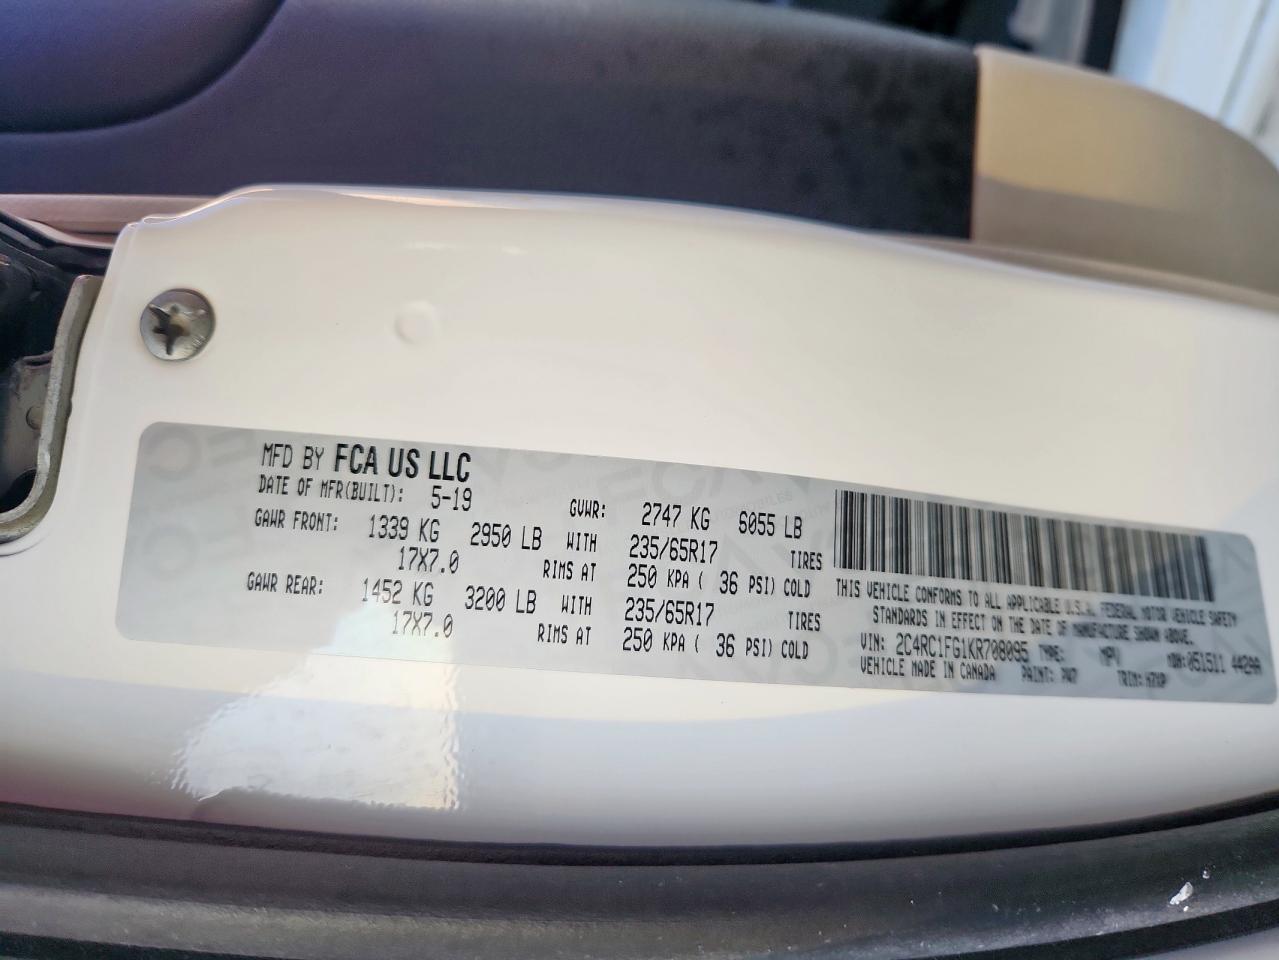 MFD BY FCA US LLC
DATE OF MFR(BUILT): 5-19 GVWR: 2747 KG 6055 LB
GAWR FRONT: 1339 KG 2950 LB WITH 235/65R17 TIRES
17X7.0 RIMS AT 250 KPA ( 36 PSI) COLD
GAWR REAR: 1452 KG 3200 LB WITH 235/65R17 TIRES
17X7.0 RIMS AT 250 KPA ( 36 PSI) COLD
THIS VEHICLE CONFORMS TO ALL APPLICABLE U.S.A. FEDERAL MOTOR VEHICLE SAFETY
STANDARDS IN EFFECT ON THE DATE OF MANUFACTURE SHOWN ABOVE.
VIN: 2C4RC1FG1KR708095 TYPE: MPV MDH: 051511 44299
VEHICLE MADE IN CANADA PAINT: PW7 TRIM: